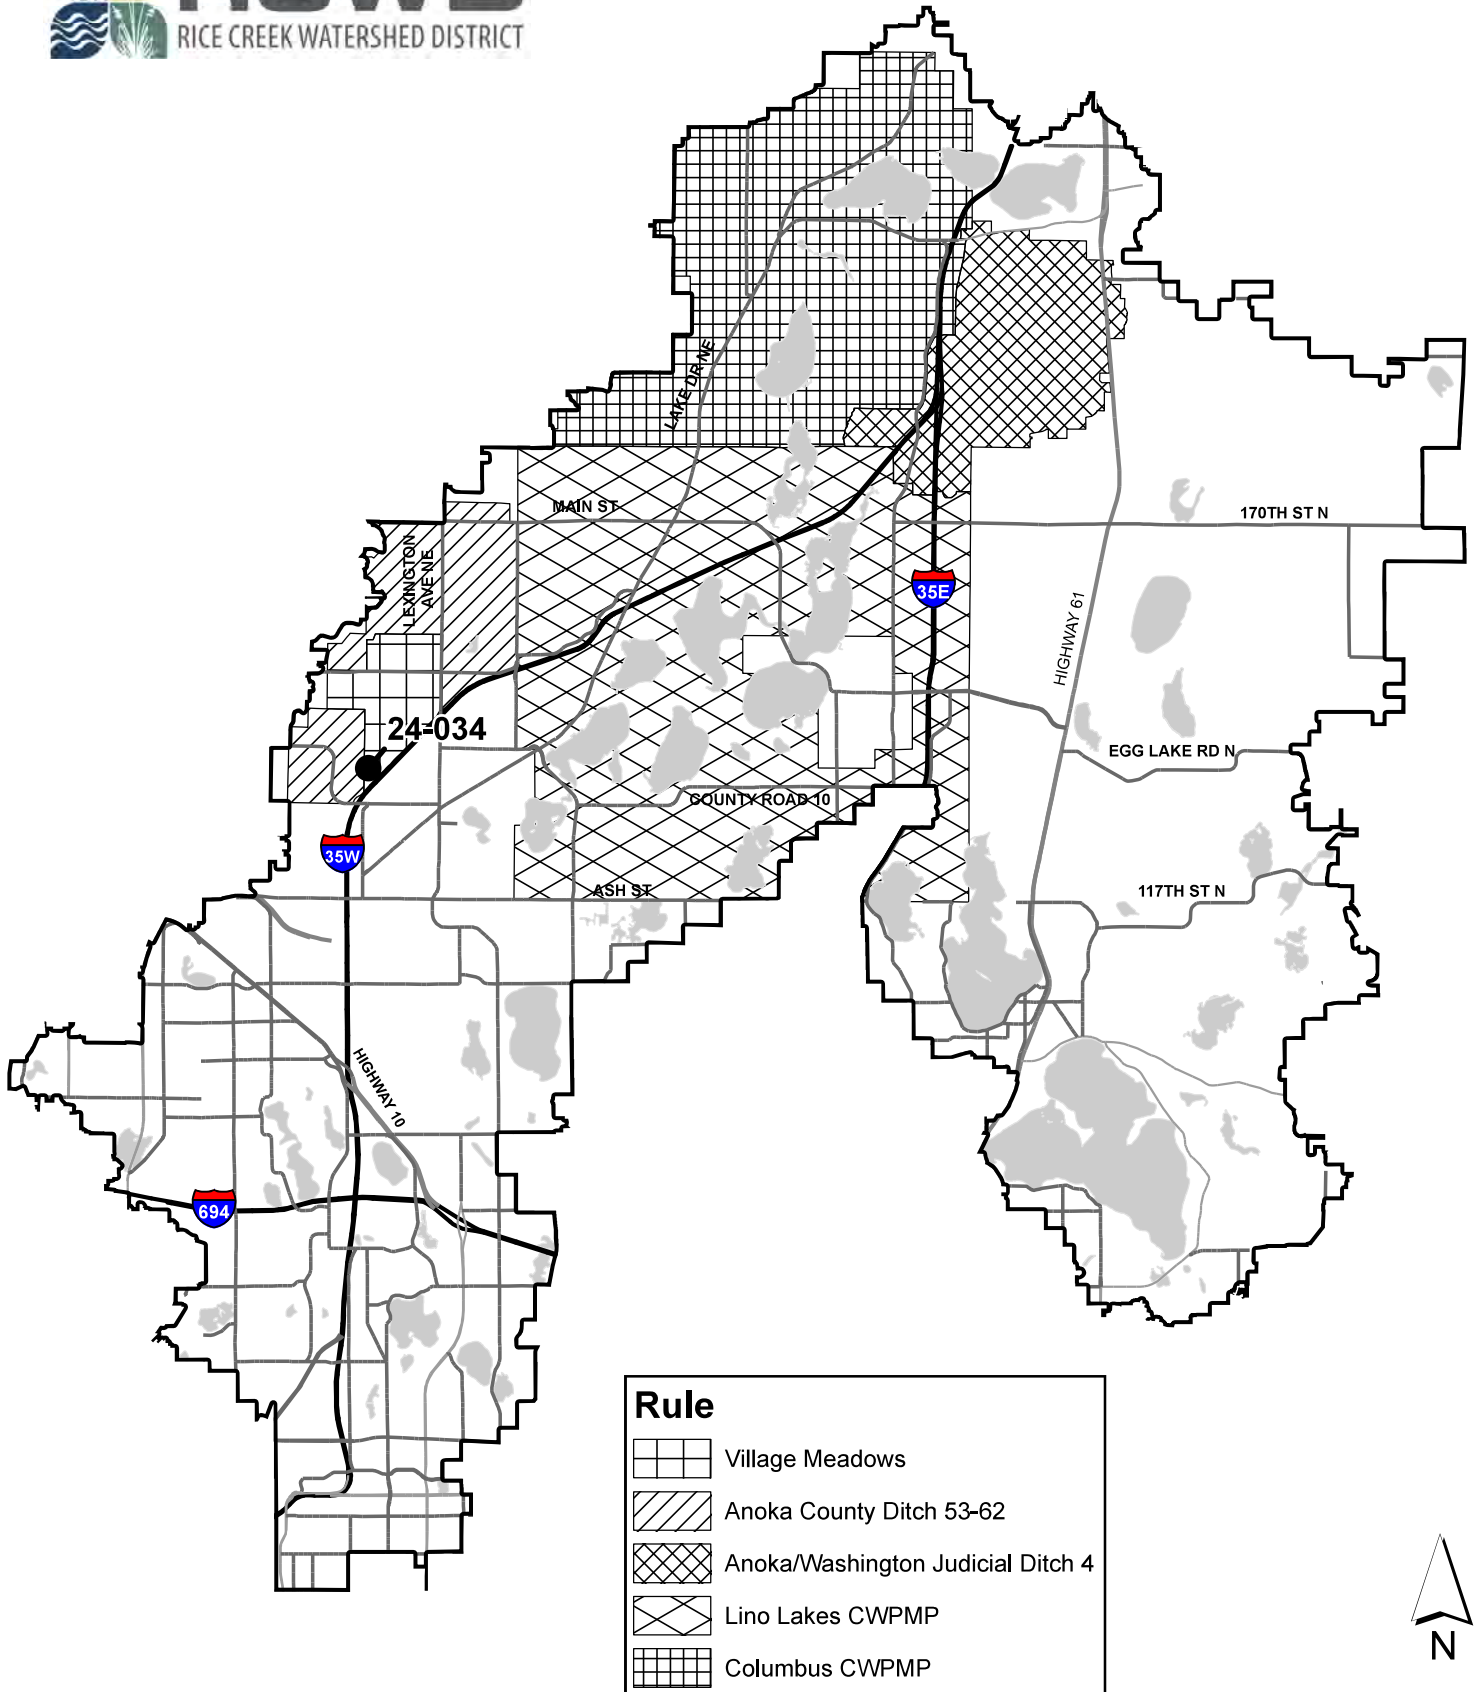 RICE CREEK WATERSHED DISTRICT
LAKE DR NE
MAIN ST
170TH ST N
LEXINGTON
AVE NE
35E
HIGHWAY 61
24-034
EGG LAKE RD N
COUNTY ROAD 10
35W
ASH ST
117TH ST N
HIGHWAY 10
694
Rule
Village Meadows
Anoka County Ditch 53-62
Anoka/Washington Judicial Ditch 4
Lino Lakes CWPMP
Columbus CWPMP
N